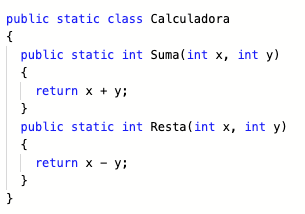 public static class Calculadora
{
  public static int Suma(int x, int y)
  {
    return x + y;
  }
  public static int Resta(int x, int y)
  {
    return x - y;
  }
}